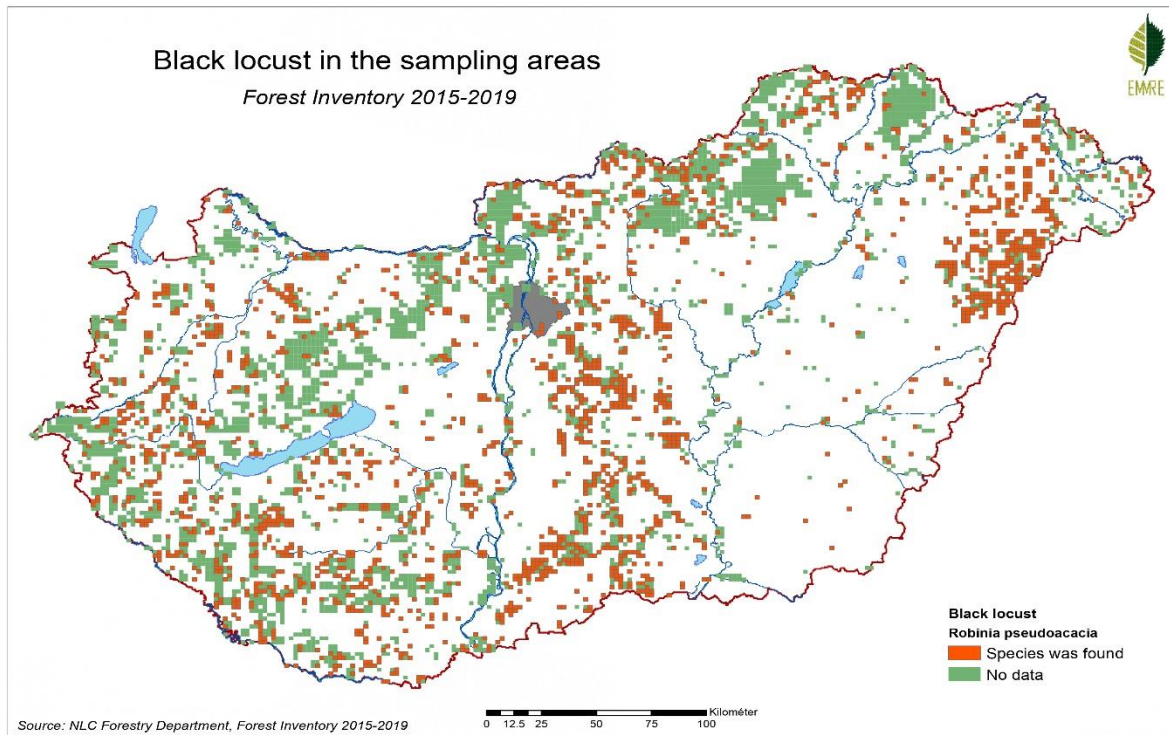 Black locust in the sampling areas
Forest Inventory 2015-2019
EMMRE
Black locust
Robinia pseudoacacia
Species was found
No data
Kilométer
0 12.5 25 50 75 100
Source: NLC Forestry Department, Forest Inventory 2015-2019